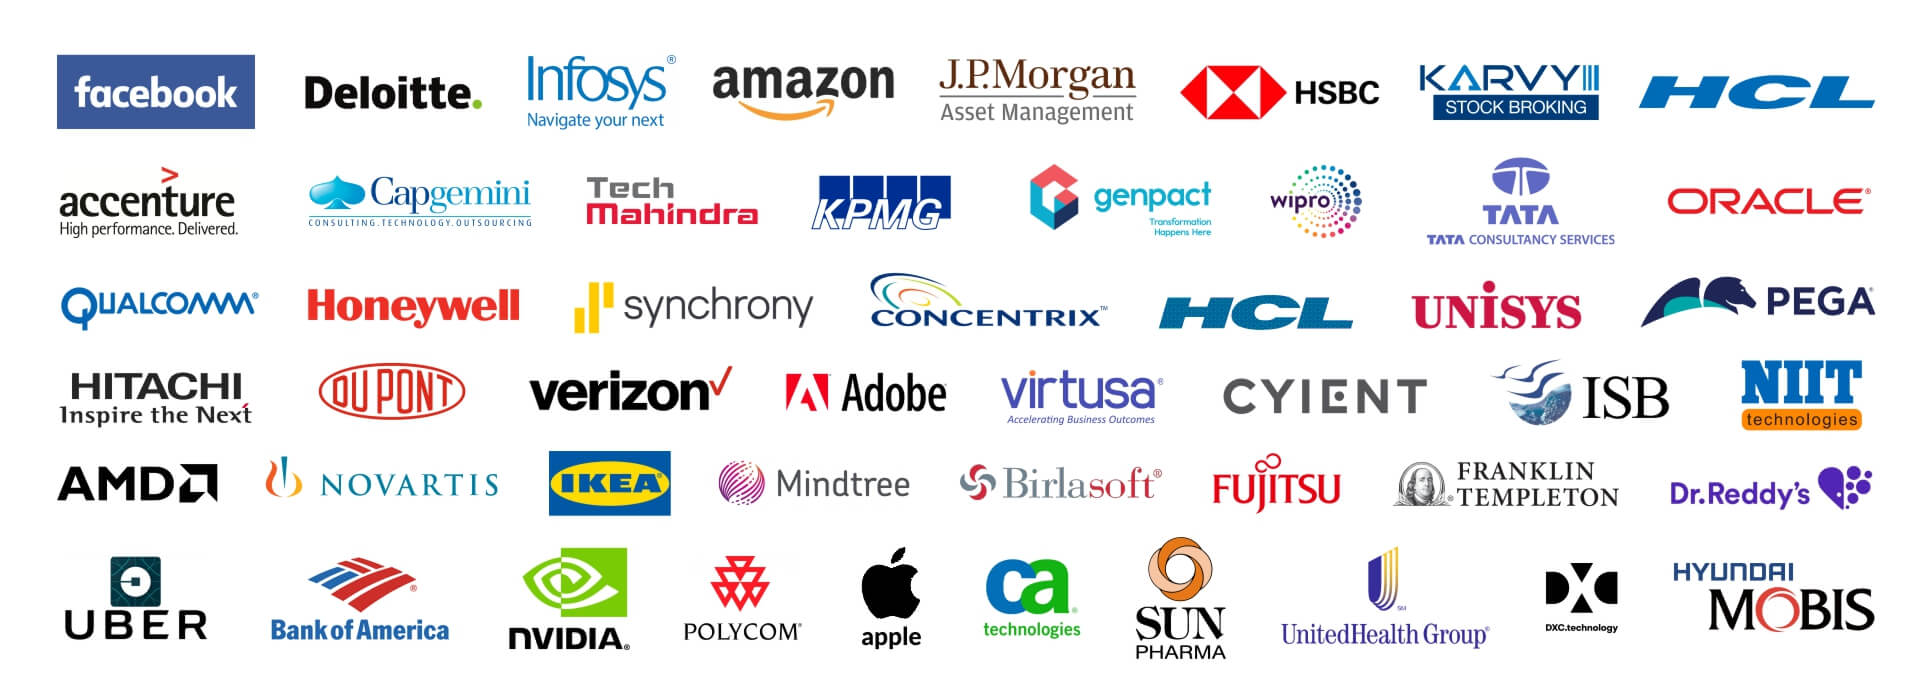 facebook
Deloitte.
Infosys®
Navigate your next
amazon
J.P.Morgan
Asset Management
HSBC
KARVY
STOCK BROKING
HCL
accenture
High performance. Delivered.
Capgemini
CONSULTING.TECHNOLOGY.OUTSOURCING
Tech
Mahindra
KPMG
genpact
Transformation
Happens Here
wipro
TATA
TATA CONSULTANCY SERVICES
ORACLE®
QUALCOMM®
Honeywell
synchrony
CONCENTRIX™
HCL
UNiSYS
PEGA
HITACHI
Inspire the Next
DUPONT
verizon
Adobe
virtusa®
Accelerating Business Outcomes
CYIENT
ISB
NIIT
technologies
AMD
NOVARTIS
IKEA®
Mindtree
Birlasoft®
FUJITSU
FRANKLIN
TEMPLETON
Dr.Reddy's
UBER
Bank of America
NVIDIA®
POLYCOM®
apple
ca
technologies
SUN
PHARMA
UnitedHealth Group®
DXC.technology
HYUNDAI
MOBIS